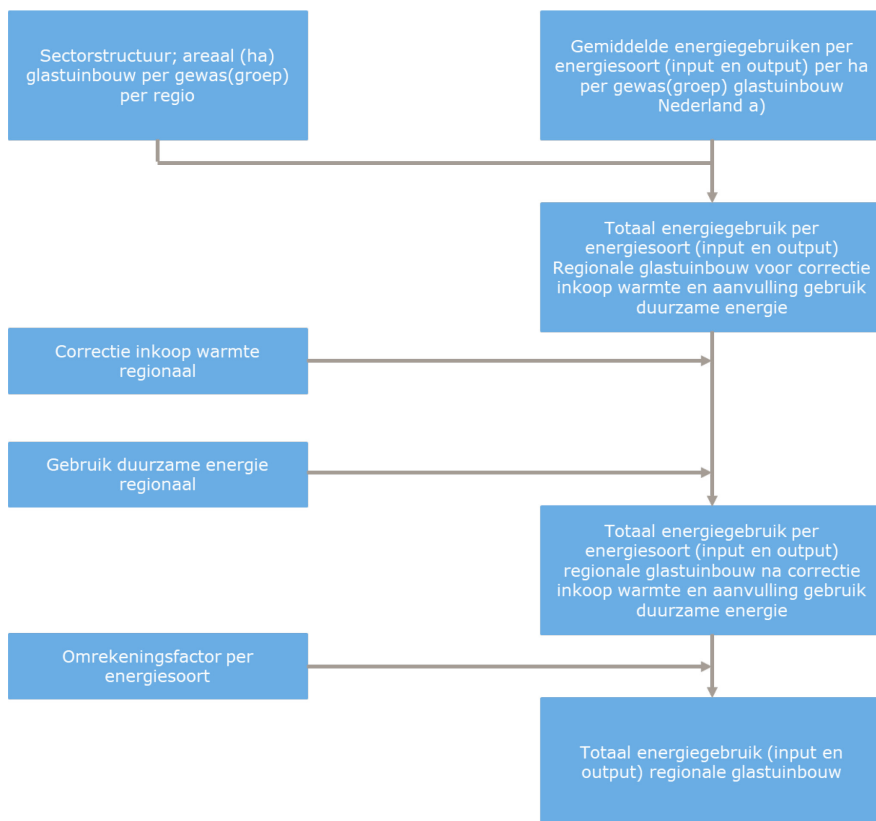 Sectorstructuur; areaal (ha)
glastuinbouw per gewas(groep)
per regio
Gemiddelde energiegebruiken per
energiesoort (input en output) per ha
per gewas(groep) glastuinbouw
Nederland a)
Totaal energiegebruik per
energiesoort (input en output)
Regionale glastuinbouw voor correctie
inkoop warmte en aanvulling gebruik
duurzame energie
Correctie inkoop warmte
regionaal
Gebruik duurzame energie
regionaal
Totaal energiegebruik per
energiesoort (input en output)
regionale glastuinbouw na correctie
inkoop warmte en aanvulling gebruik
duurzame energie
Omrekeningsfactor per
energiesoort
Totaal energiegebruik (input en
output) regionale glastuinbouw